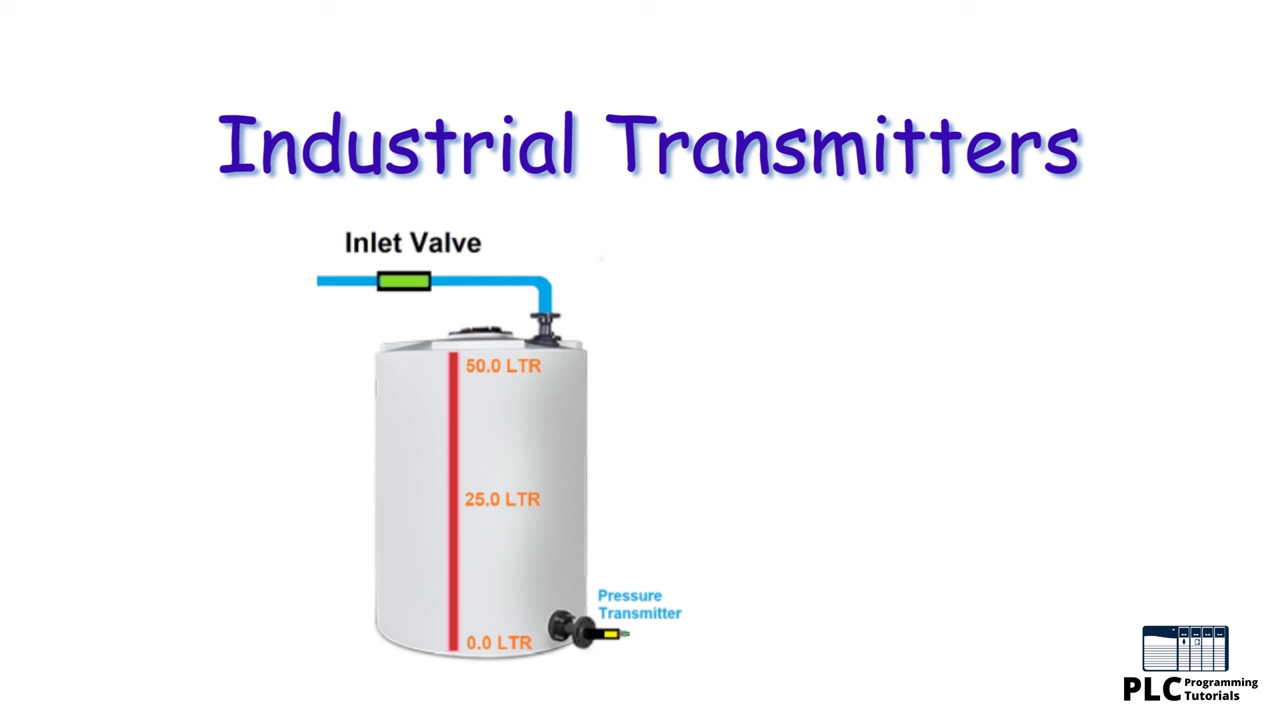 Industrial Transmitters
Inlet Valve
50.0 LTR
25.0 LTR
Pressure
Transmitter
0.0 LTR
PLC Programming
Tutorials